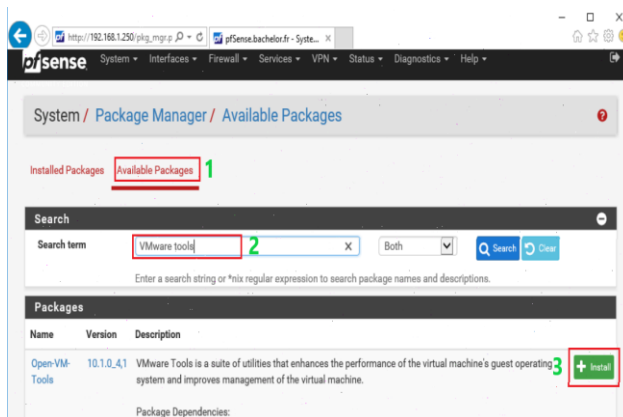 http://192.168.1.250/pkg_mgr.p
pfSense.bachelor.fr - Syste...
pfsense System Interfaces Firewall Services VPN Status Diagnostics Help
System / Package Manager / Available Packages
Installed Packages Available Packages 1
Search
Search term VMware tools 2 Both Search Clear
Enter a search string or *nix regular expression to search package names and descriptions.
Packages
Name Version Description
Open-VM- 10.1.0_4,1 VMware Tools is a suite of utilities that enhances the performance of the virtual machine's guest operating 3 Install
Tools system and improves management of the virtual machine.
Package Dependencies: